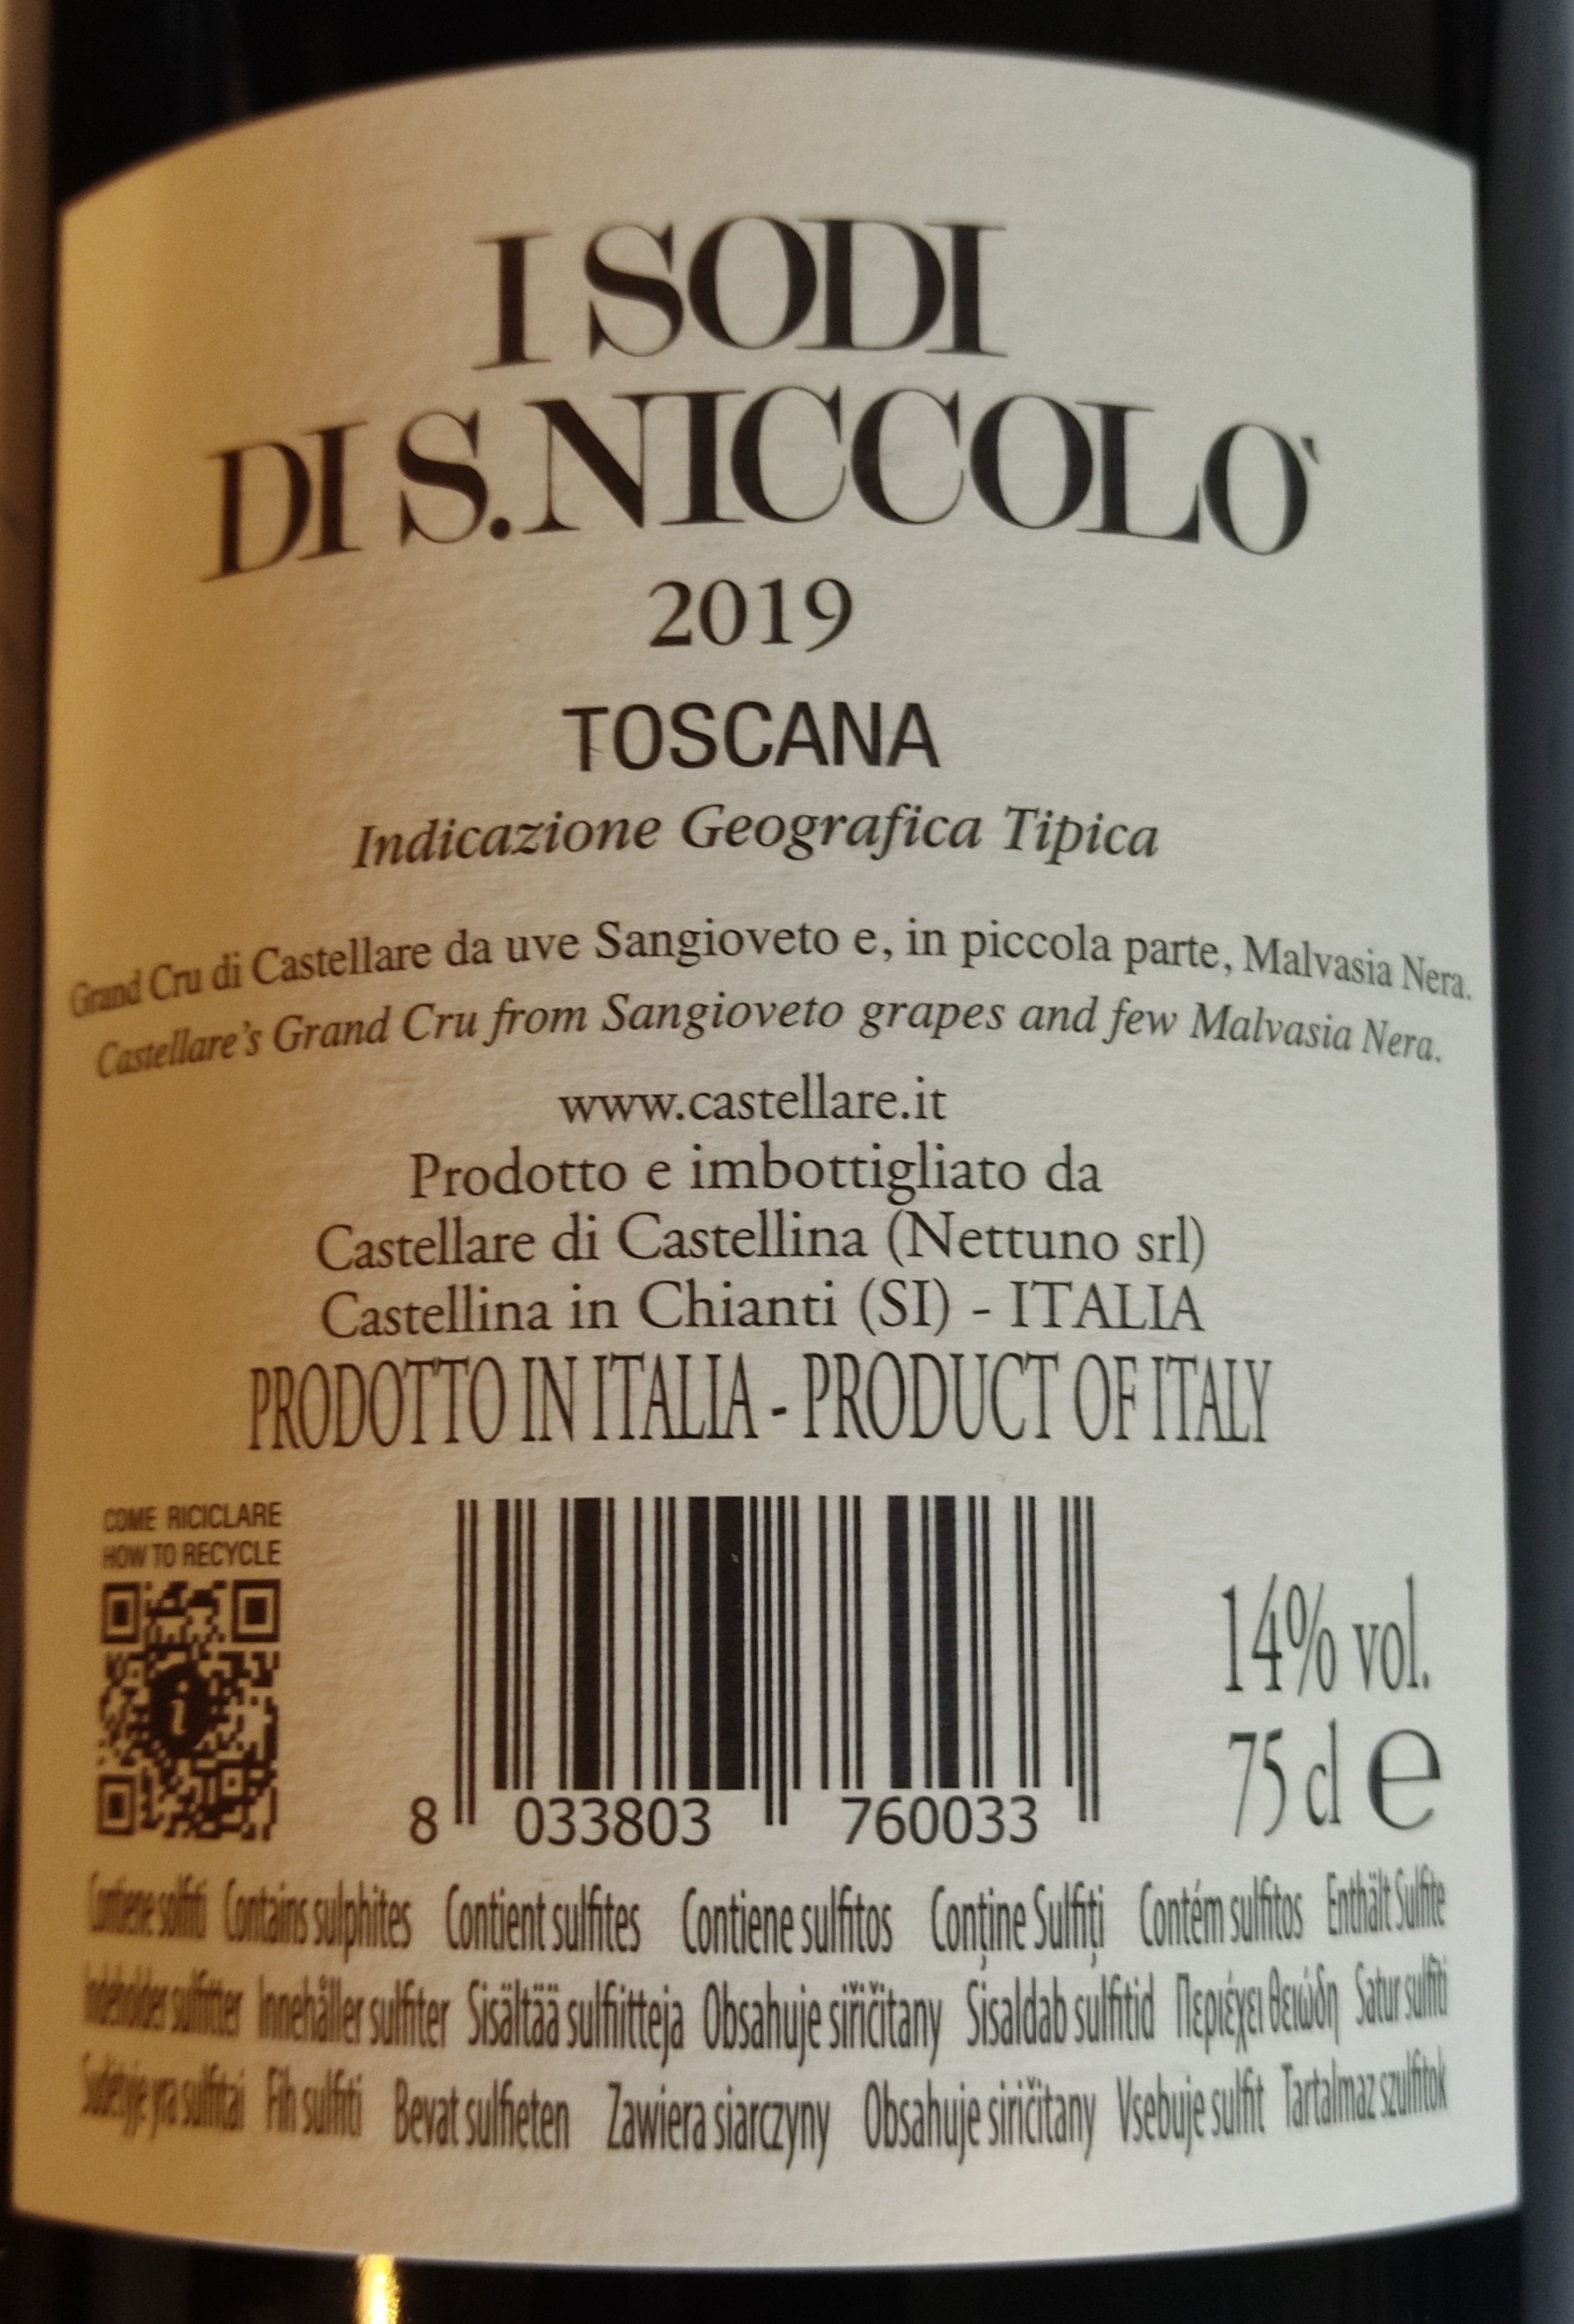 I SODI
DI S.NICCOLO'
2019
TOSCANA
Indicazione Geografica Tipica
Grand Cru di Castellare da uve Sangioveto e, in piccola parte, Malvasia Nera.
Castellare's Grand Cru from Sangioveto grapes and few Malvasia Nera.
www.castellare.it
Prodotto e imbottigliato da
Castellare di Castellina (Nettuno srl)
Castellina in Chianti (SI) - ITALIA
PRODOTTO IN ITALIA - PRODUCT OF ITALY
COME RICICLARE
HOW TO RECYCLE
i
8 033803 760033
14% vol.
75 cl e
Contiene solfiti Contains sulphites Contient sulfites Contiene sulfitos Conţine Sulfiţi Contém sulfitos Enthält Sulfite
Indeholder sulfitter Innehåller sulfiter Sisältää sulfiitteja Obsahuje siřičitany Sisaldab sulfitid Περιέχει θειώδη Satur sulfiti
Sudėtyje yra sulfitai Fih sulfiti Bevat sulfieten Zawiera siarczyny Obsahuje siričitany Vsebuje sulfit Tartalmaz szulfitok